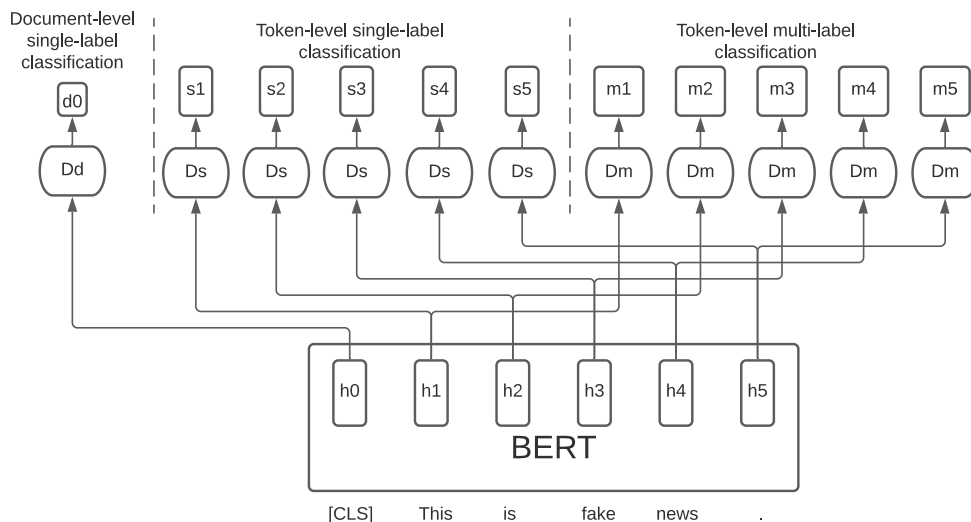 Document-level
single-label
classification
Token-level single-label
classification
Token-level multi-label
classification
d0 s1 s2 s3 s4 s5 m1 m2 m3 m4 m5
Dd Ds Ds Ds Ds Ds Dm Dm Dm Dm Dm
h0 h1 h2 h3 h4 h5
BERT
[CLS] This is fake news .